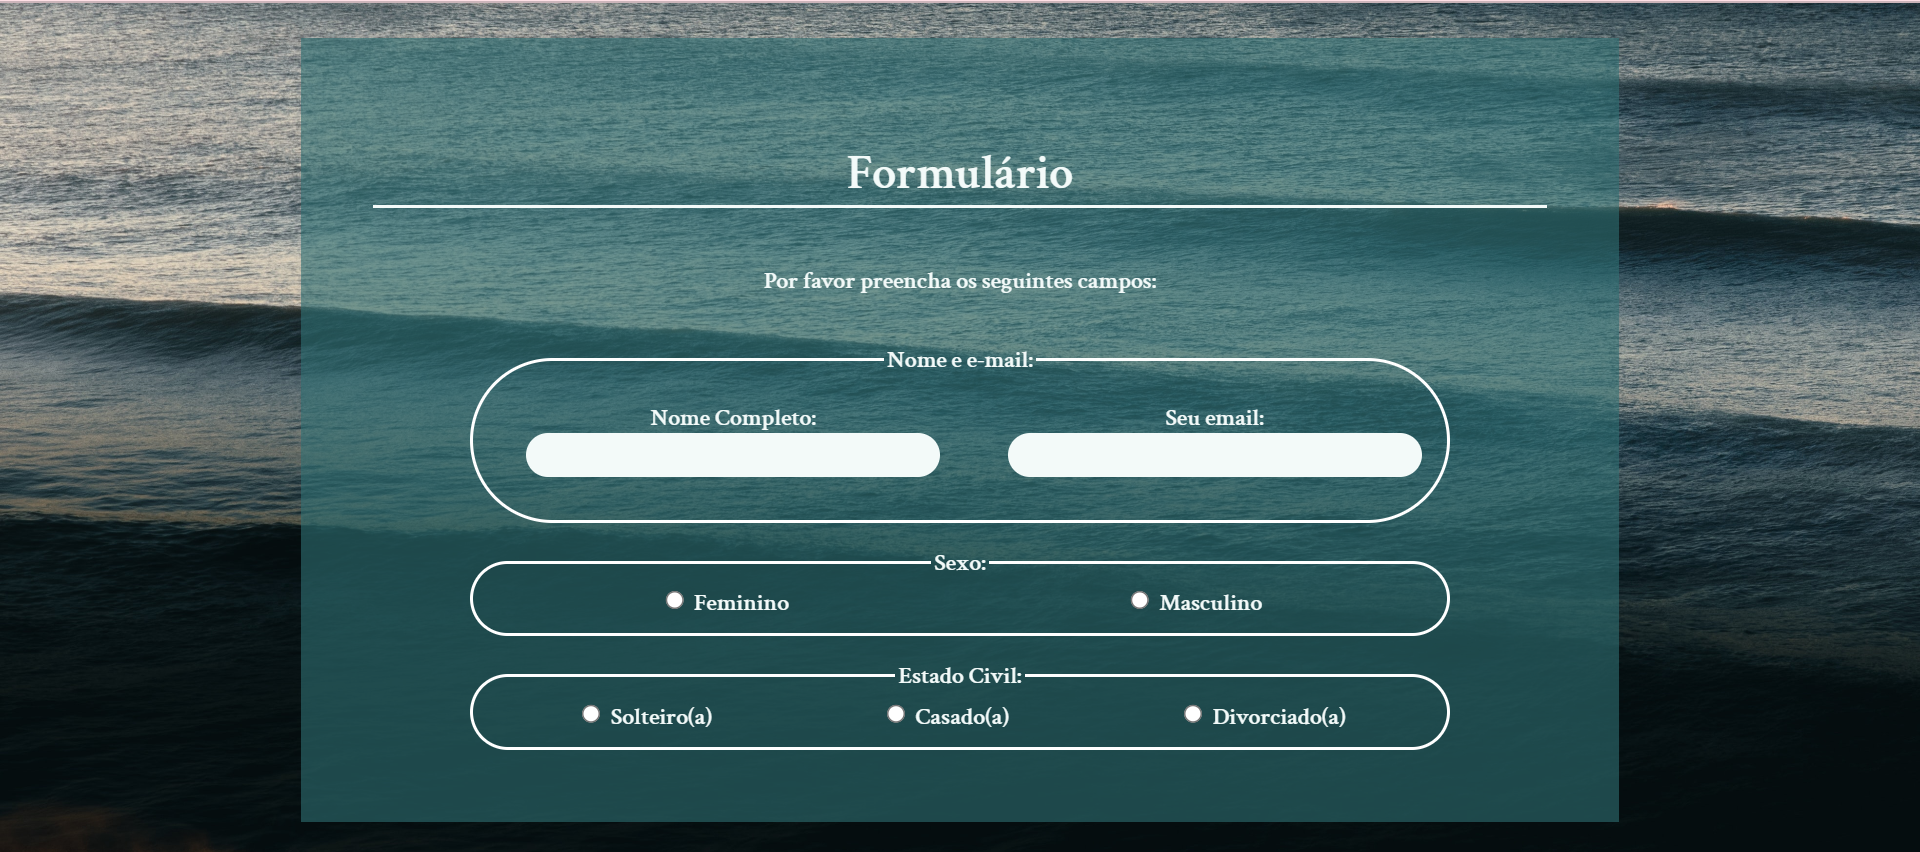 Formulário
Por favor preencha os seguintes campos:
Nome e e-mail:
Nome Completo: Seu email:
Sexo:
Feminino Masculino
Estado Civil:
Solteiro(a) Casado(a) Divorciado(a)